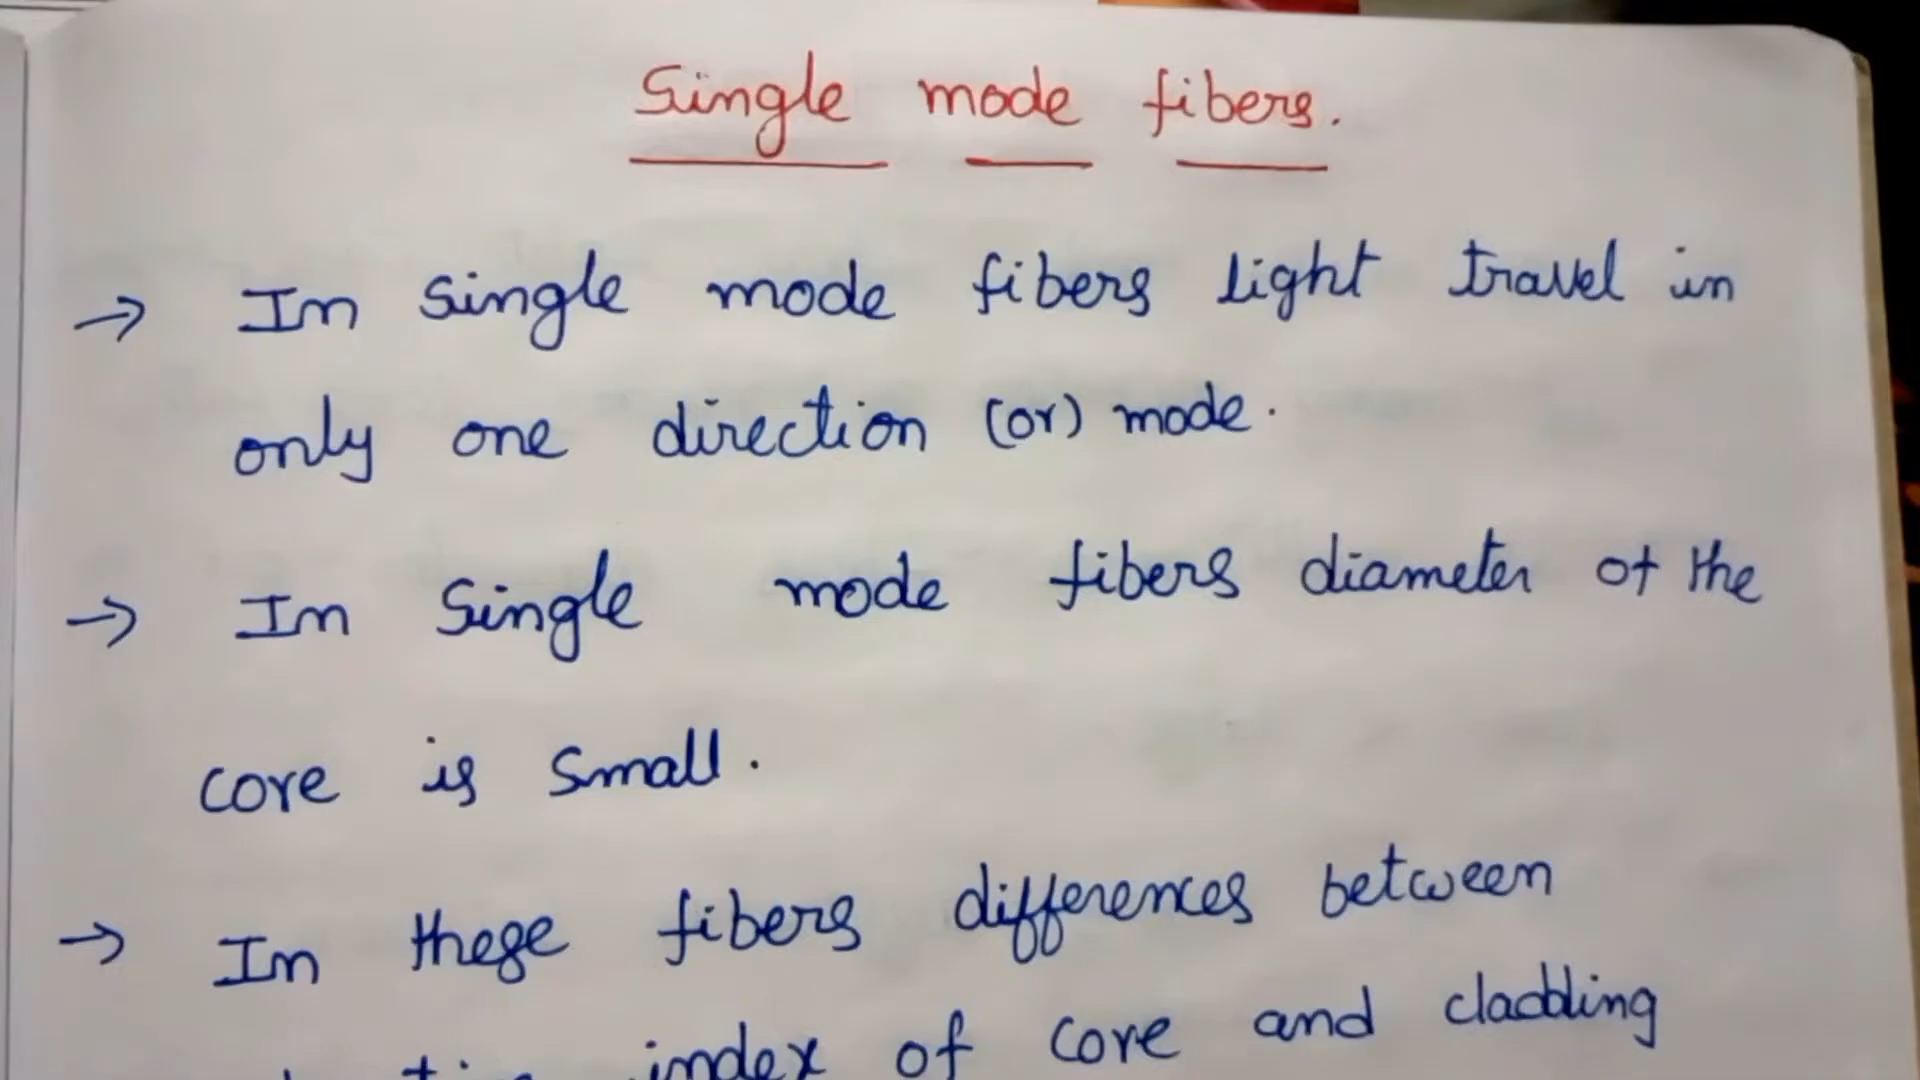 Single mode fibers.
→ In single mode fibers light travel in
only one direction (or) mode.
→ In Single mode fibers diameter of the
core is small.
→ In these fibers differences between
index of core and cladding